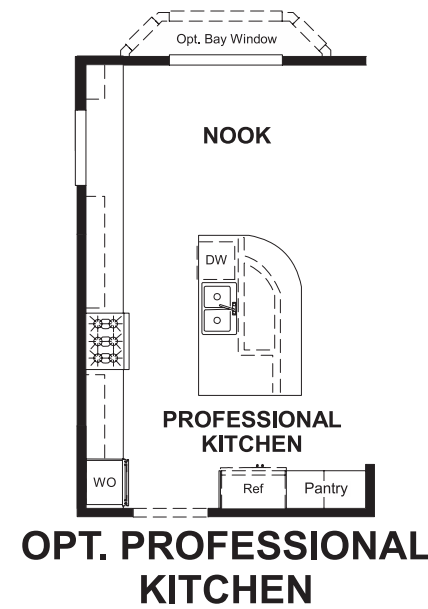 Opt. Bay Window
NOOK
DW
PROFESSIONAL
KITCHEN
WO
Ref
Pantry
OPT. PROFESSIONAL
KITCHEN